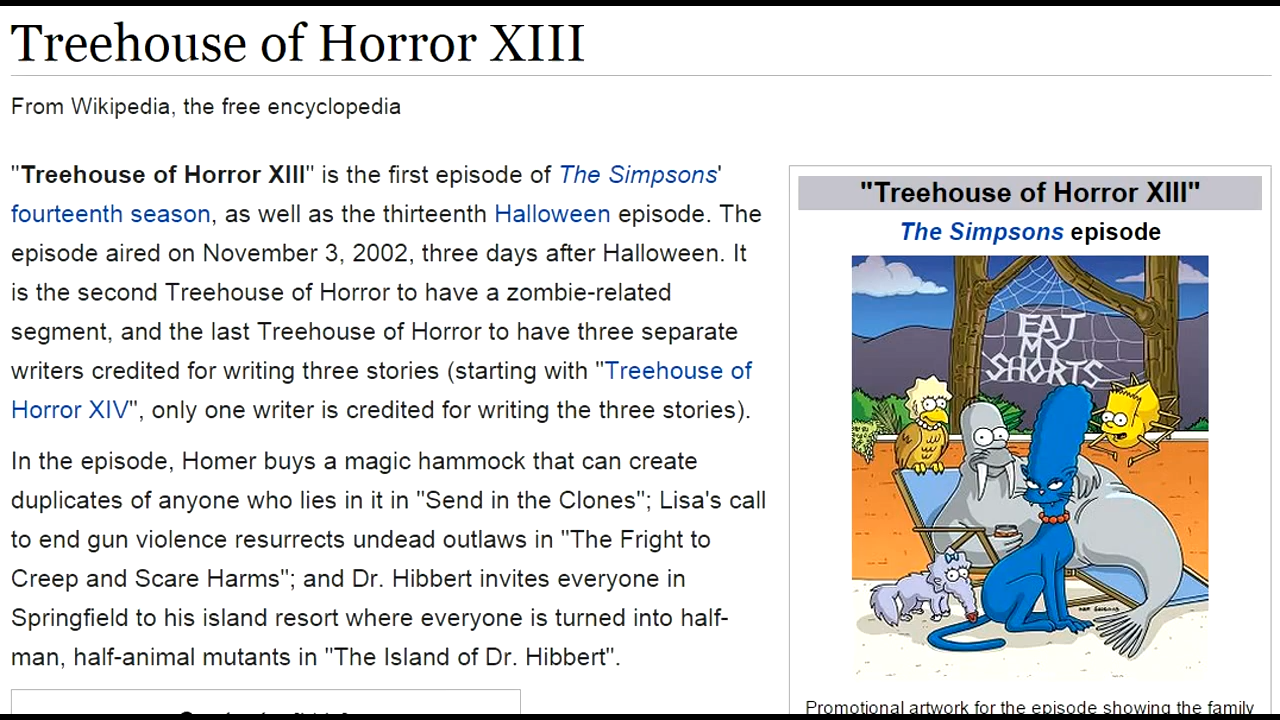 Treehouse of Horror XIII
From Wikipedia, the free encyclopedia
"Treehouse of Horror XIII" is the first episode of The Simpsons'
fourteenth season, as well as the thirteenth Halloween episode. The
episode aired on November 3, 2002, three days after Halloween. It
is the second Treehouse of Horror to have a zombie-related
segment, and the last Treehouse of Horror to have three separate
writers credited for writing three stories (starting with "Treehouse of
Horror XIV", only one writer is credited for writing the three stories).
In the episode, Homer buys a magic hammock that can create
duplicates of anyone who lies in it in "Send in the Clones"; Lisa's call
to end gun violence resurrects undead outlaws in "The Fright to
Creep and Scare Harms"; and Dr. Hibbert invites everyone in
Springfield to his island resort where everyone is turned into half-
man, half-animal mutants in "The Island of Dr. Hibbert".
"Treehouse of Horror XIII"
The Simpsons episode
EAT
MY
SHORTS
Promotional artwork for the episode showing the family